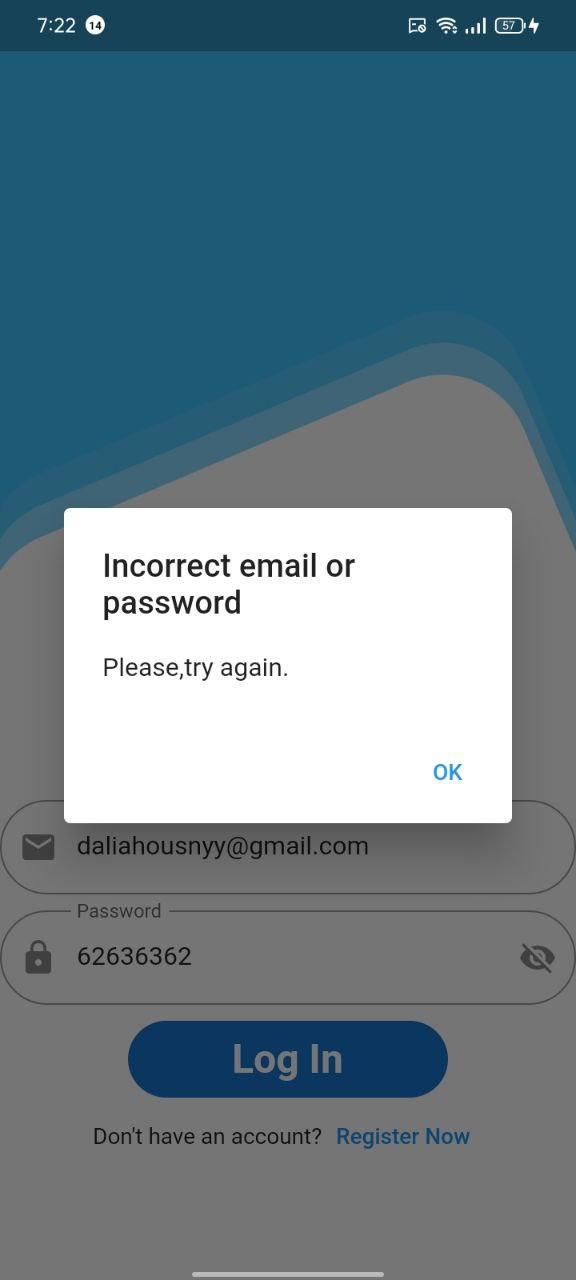 7:22 14 57
Incorrect email or
password
Please,try again.
OK
daliahousnyy@gmail.com
Password
62636362
Log In
Don't have an account? Register Now